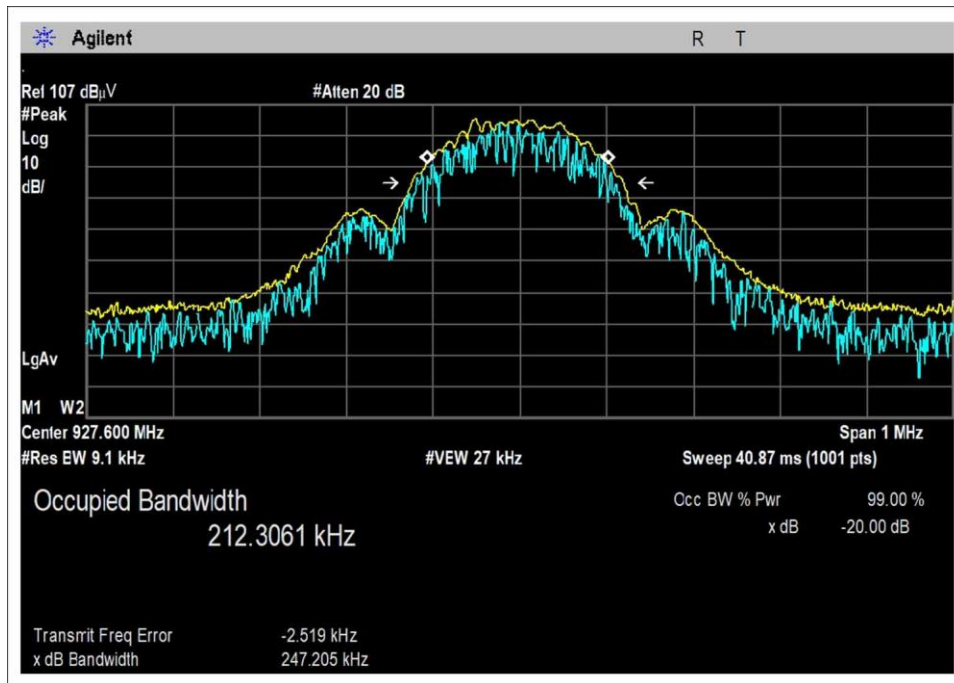 Agilent R T
Ref 107 dBµV #Atten 20 dB
#Peak
Log
10
dB/
LgAv
M1 W2
Center 927.600 MHz Span 1 MHz
#Res BW 9.1 kHz #VBW 27 kHz Sweep 40.87 ms (1001 pts)
Occupied Bandwidth
212.3061 kHz
Occ BW % Pwr 99.00 %
x dB -20.00 dB
Transmit Freq Error -2.519 kHz
x dB Bandwidth 247.205 kHz